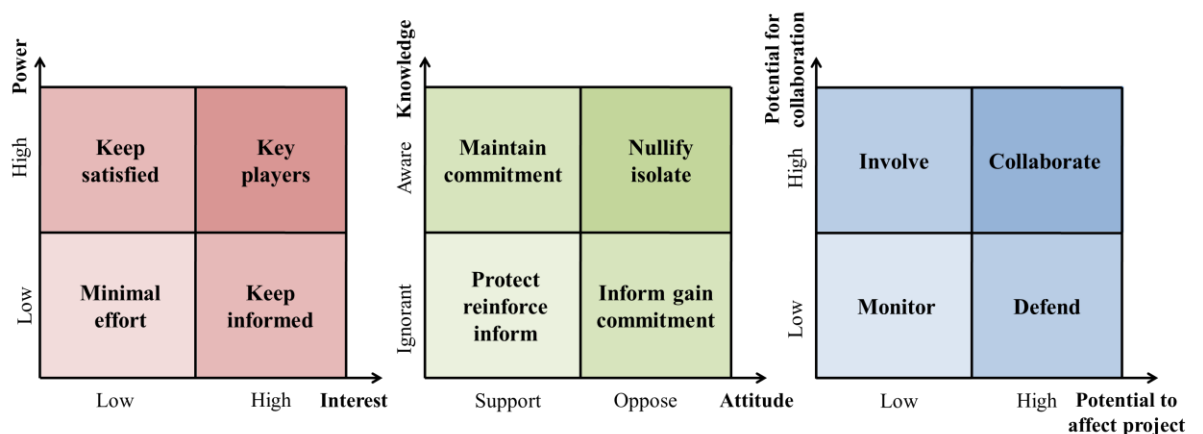 Power
High
Low
Keep
satisfied
Key
players
Minimal
effort
Keep
informed
Low
High
Interest
Knowledge
Aware
Ignorant
Maintain
commitment
Nullify
isolate
Protect
reinforce
inform
Inform gain
commitment
Support
Oppose
Attitude
Potential for
collaboration
High
Low
Involve
Collaborate
Monitor
Defend
Low
High
Potential to
affect project